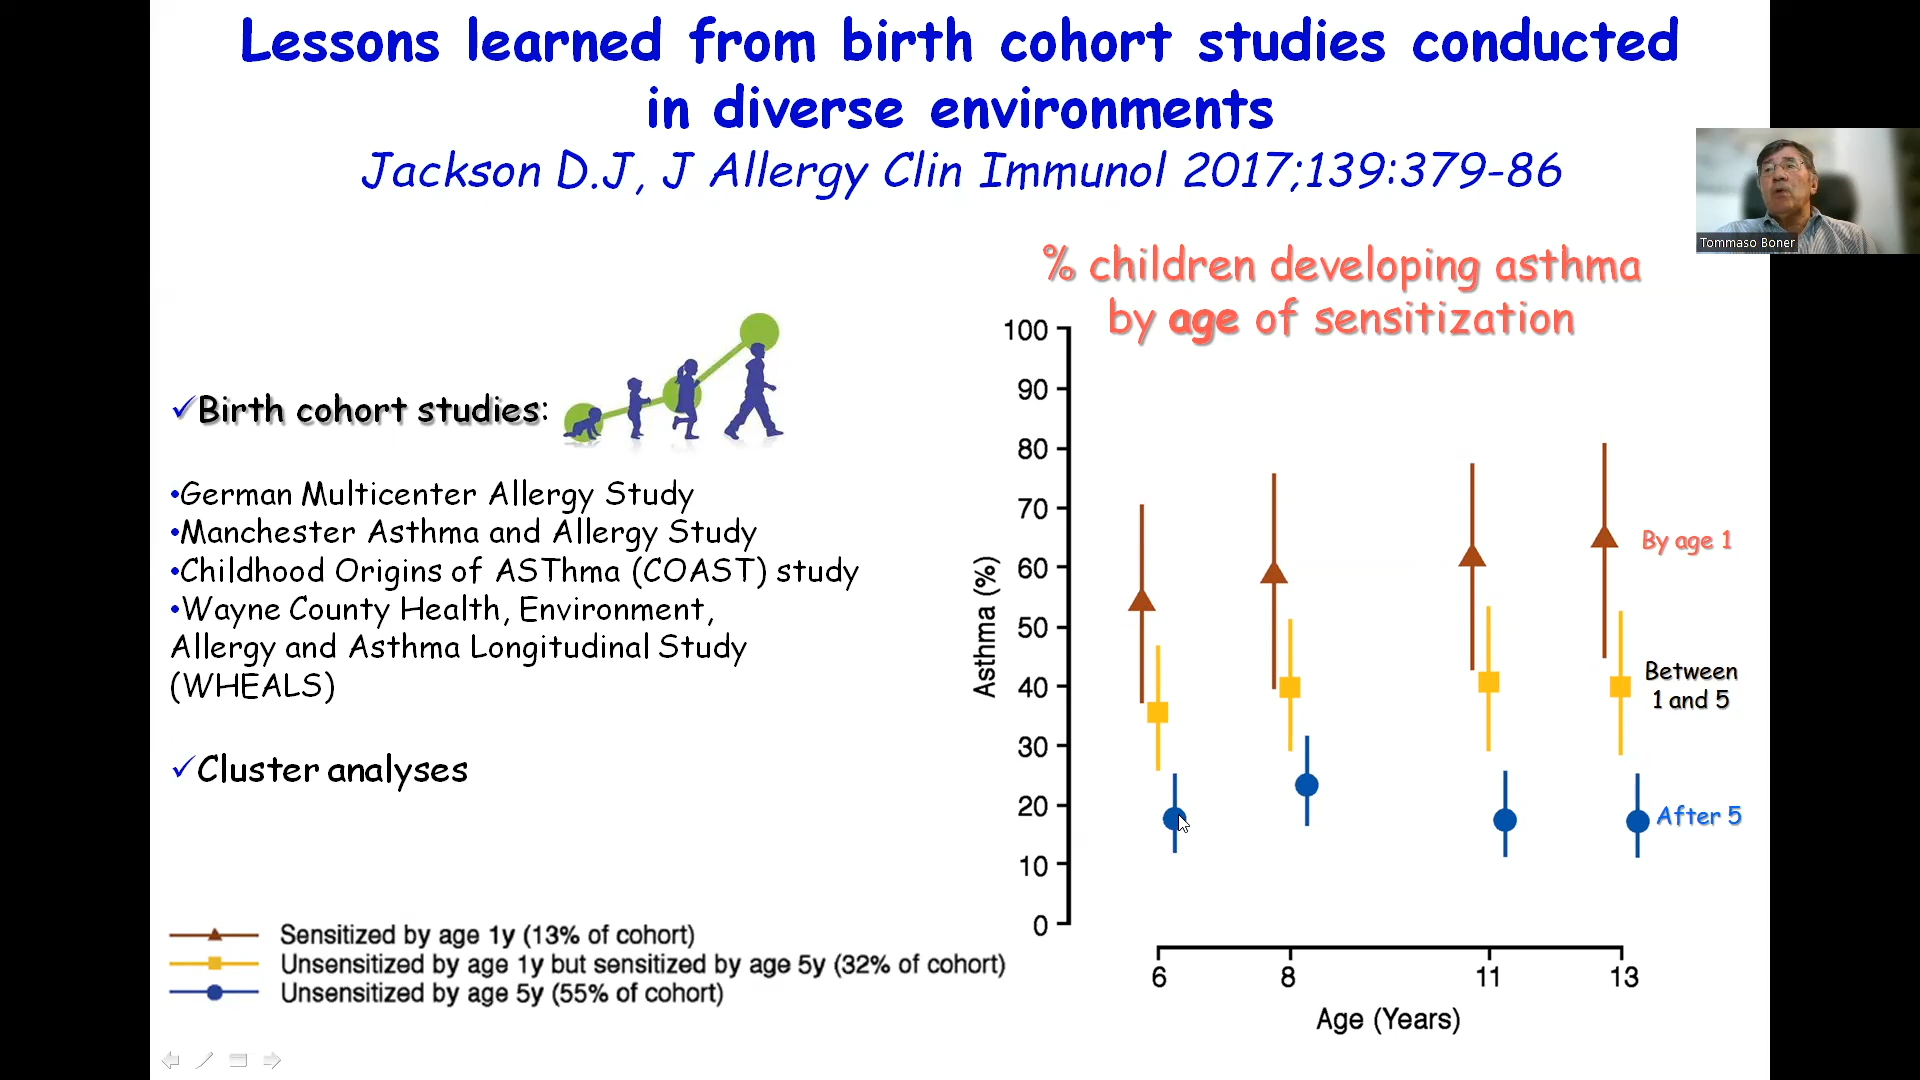 Lessons learned from birth cohort studies conducted
in diverse environments
Jackson D.J, J Allergy Clin Immunol 2017;139:379-86
Tommaso Boner
✓Birth cohort studies:
•German Multicenter Allergy Study
•Manchester Asthma and Allergy Study
•Childhood Origins of ASThma (COAST) study
•Wayne County Health, Environment,
Allergy and Asthma Longitudinal Study
(WHEALS)
✓Cluster analyses
Sensitized by age 1y (13% of cohort)
Unsensitized by age 1y but sensitized by age 5y (32% of cohort)
Unsensitized by age 5y (55% of cohort)
% children developing asthma
by age of sensitization
Asthma (%)
100
90
80
70
60
50
40
30
20
10
0
By age 1
Between
1 and 5
After 5
6 8 11 13
Age (Years)